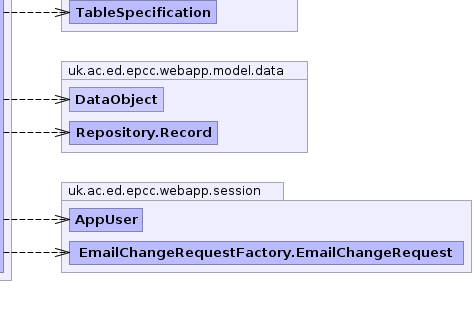 TableSpecification
uk.ac.ed.epcc.webapp.model.data
DataObject
Repository.Record
uk.ac.ed.epcc.webapp.session
AppUser
EmailChangeRequestFactory.EmailChangeRequest